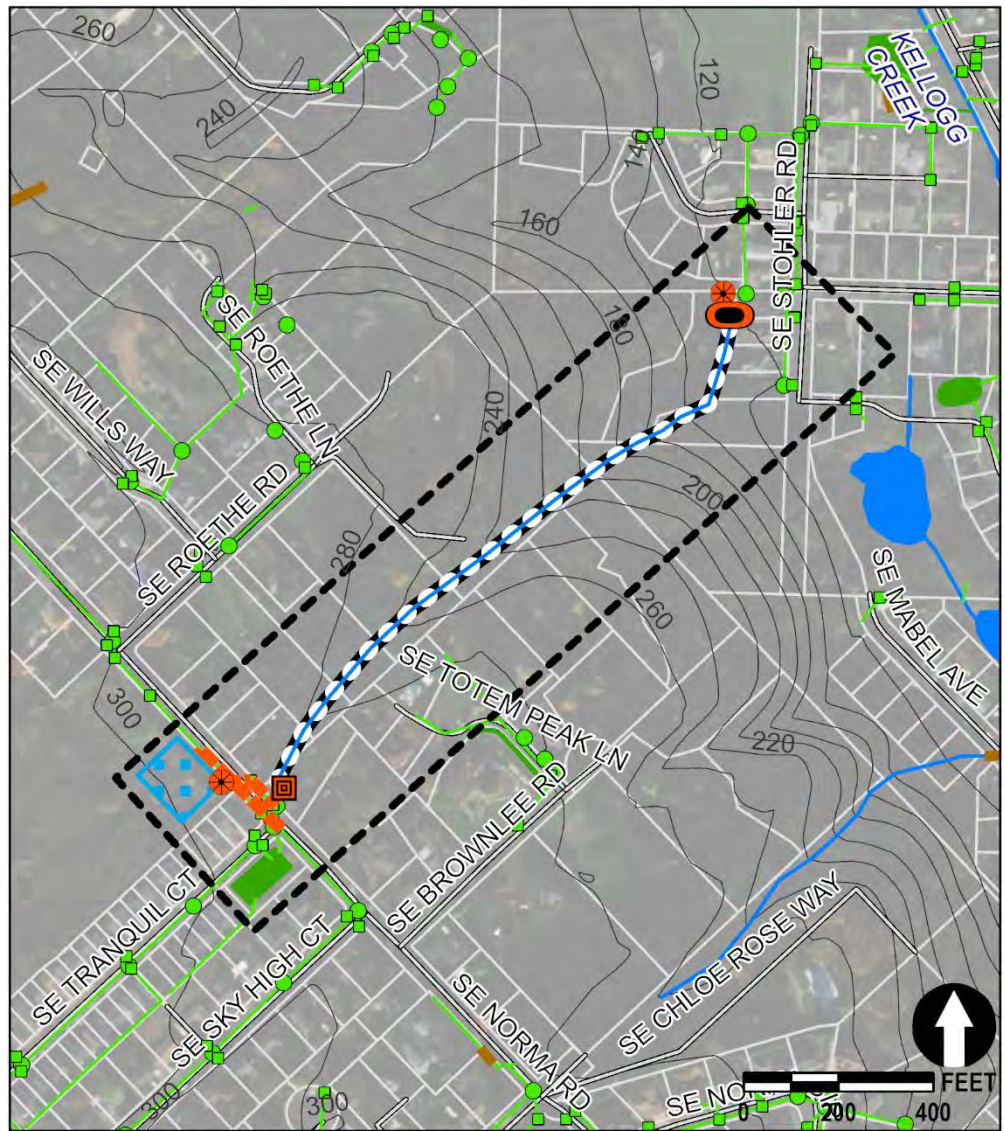 260
240
120
140
KELLOGG
CREEK
160
SE STOHLER RD
180
SE ROETHE LN
SE WILLS WAY
240
200
SE ROETHE RD
280
260
SE MABEL AVE
SE TOTEM PEAK LN
300
220
SE BROWNLEE RD
SE TRANQUIL CT
SE SKY HIGH CT
SE CHLOE ROSE WAY
SE NORMA RD
300
300
SE NO
FEET
0 200 400